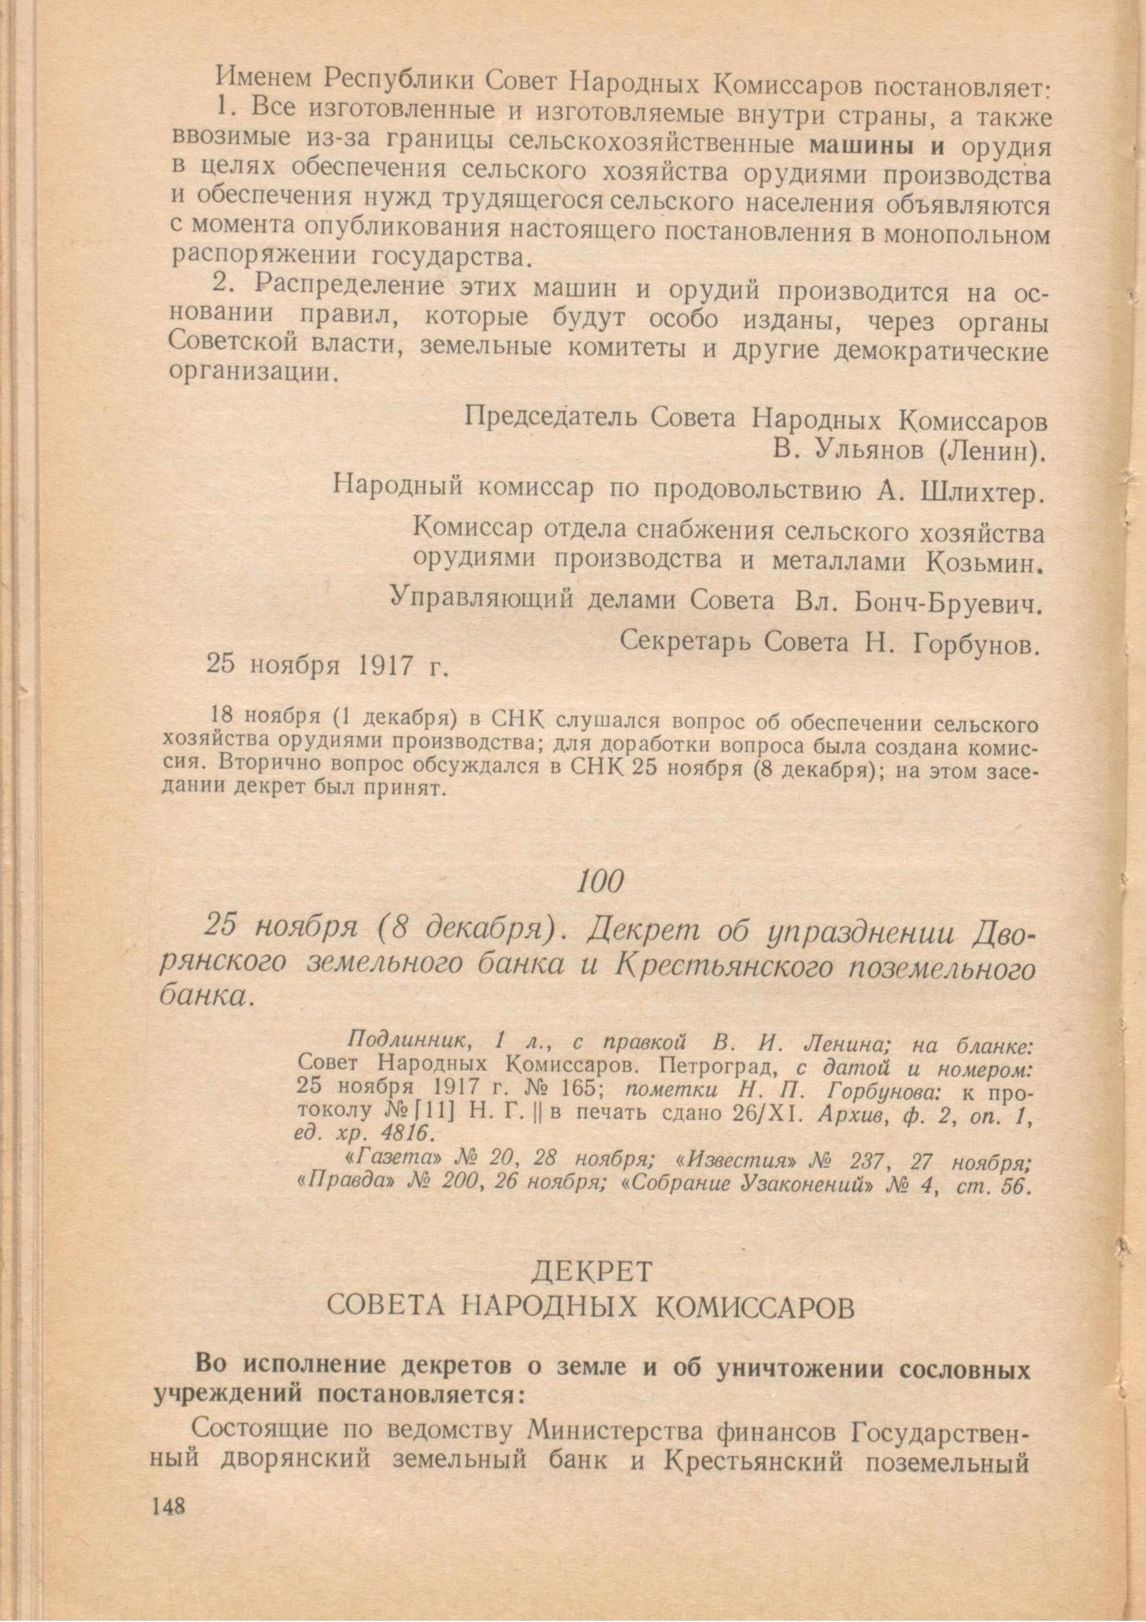 Именем Республики Совет Народных Комиссаров постановляет:
1. Все изготовленные и изготовляемые внутри страны, а также
ввозимые из-за границы сельскохозяйственные машины и орудия
в целях обеспечения сельского хозяйства орудиями производства
и обеспечения нужд трудящегося сельского населения объявляются
с момента опубликования настоящего постановления в монопольном
распоряжении государства.
2. Распределение этих машин и орудий производится на ос-
новании правил, которые будут особо изданы, через органы
Советской власти, земельные комитеты и другие демократические
организации.
Председатель Совета Народных Комиссаров
В. Ульянов (Ленин).
Народный комиссар по продовольствию А. Шлихтер.
Комиссар отдела снабжения сельского хозяйства
орудиями производства и металлами Козьмин.
Управляющий делами Совета Вл. Бонч-Бруевич.
Секретарь Совета Н. Горбунов.
25 ноября 1917 г.
18 ноября (1 декабря) в СНК слушался вопрос об обеспечении сельского
хозяйства орудиями производства; для доработки вопроса была создана комис-
сия. Вторично вопрос обсуждался в СНК 25 ноября (8 декабря); на этом засе-
дании декрет был принят.
100
25 ноября (8 декабря). Декрет об упразднении Дво-
рянского земельного банка и Крестьянского поземельного
банка.
Подлинник, 1 л., с правкой В. И. Ленина; на бланке:
Совет Народных Комиссаров. Петроград, с датой и номером:
25 ноября 1917 г. № 165; пометки Н. П. Горбунова: к про-
токолу № [11] Н. Г. || в печать сдано 26/XI. Архив, ф. 2, оп. 1,
ед. хр. 4816.
«Газета» № 20, 28 ноября; «Известия» № 237, 27 ноября;
«Правда» № 200, 26 ноября; «Собрание Узаконений» № 4, ст. 56.
ДЕКРЕТ
СОВЕТА НАРОДНЫХ КОМИССАРОВ
Во исполнение декретов о земле и об уничтожении сословных
учреждений постановляется:
Состоящие по ведомству Министерства финансов Государствен-
ный дворянский земельный банк и Крестьянский поземельный
148